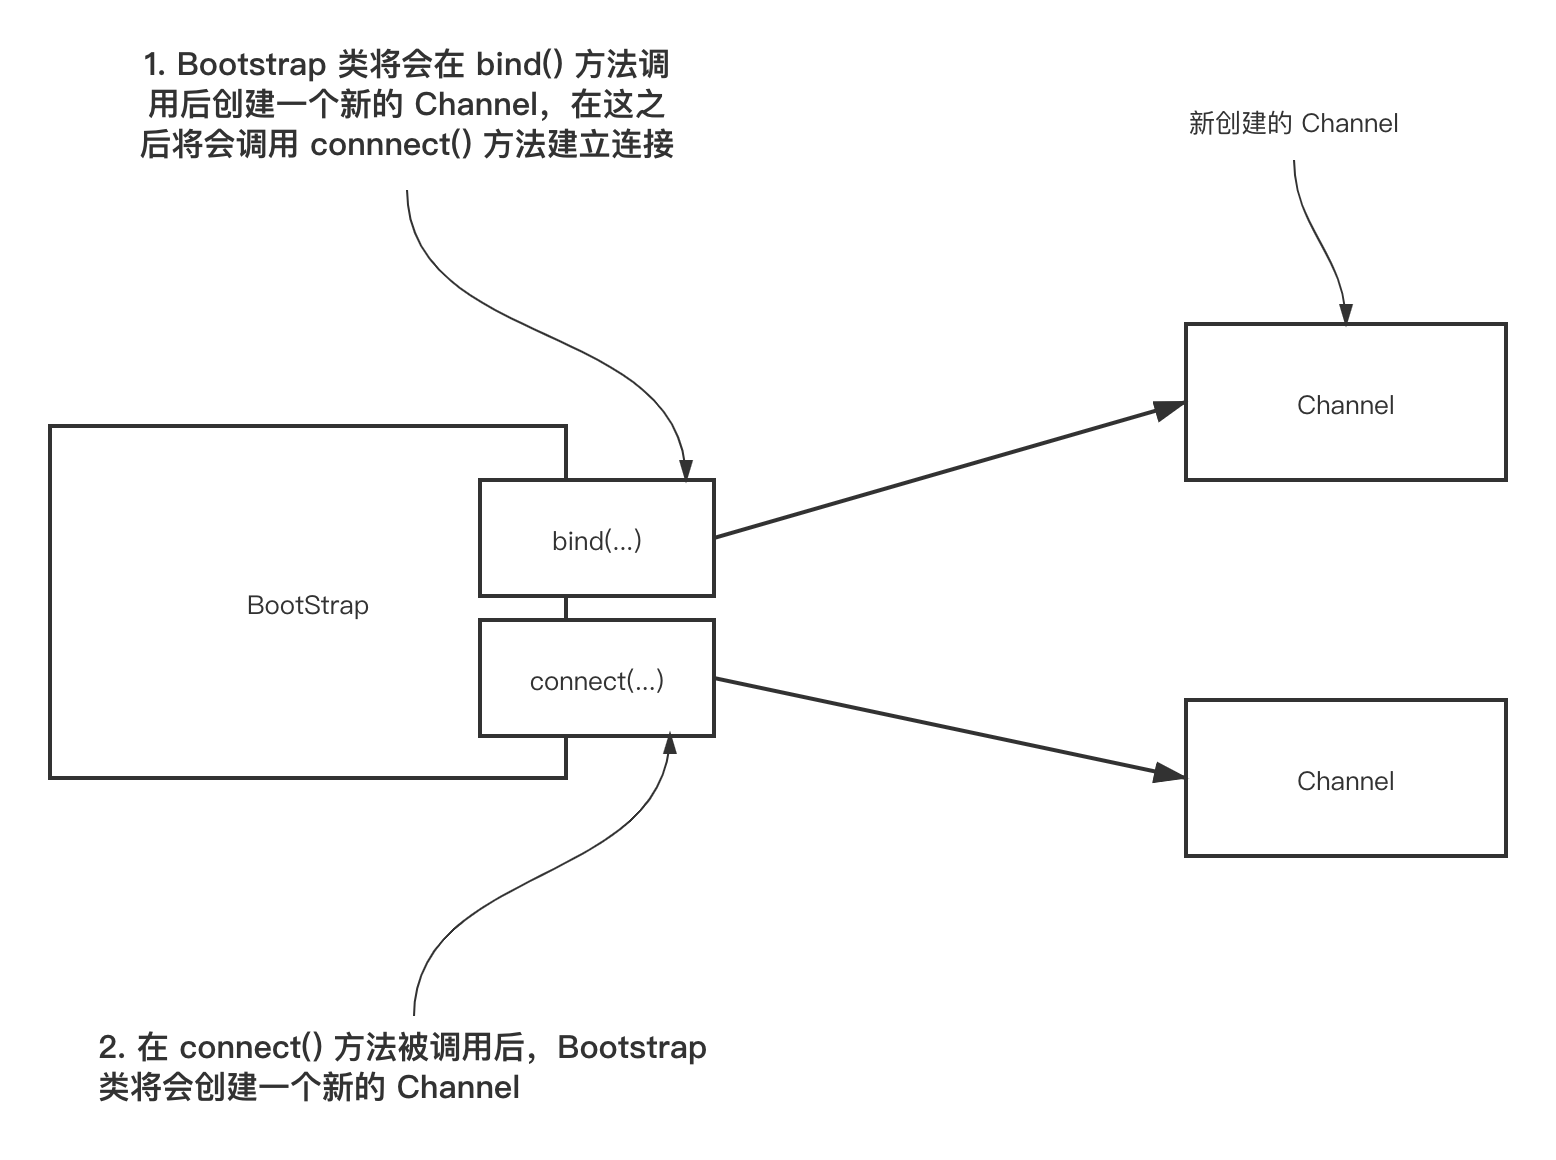 1. Bootstrap 类将会在 bind() 方法调
用后创建一个新的 Channel，在这之
后将会调用 connnect() 方法建立连接
新创建的 Channel
Channel
bind(...)
BootStrap
connect(...)
Channel
2. 在 connect() 方法被调用后，Bootstrap
类将会创建一个新的 Channel